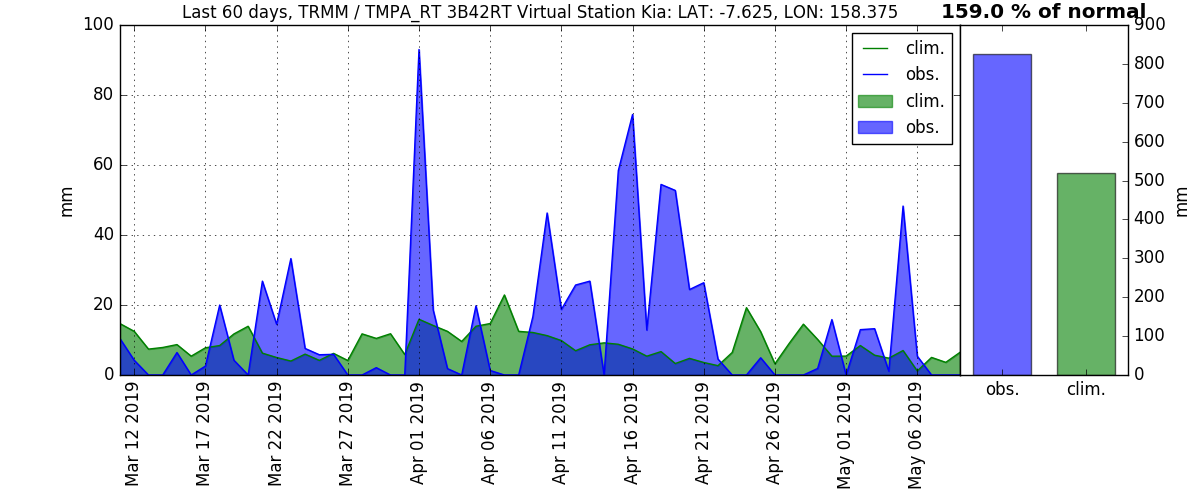 Last 60 days, TRMM / TMPA_RT 3B42RT Virtual Station Kia: LAT: -7.625, LON: 158.375
159.0 % of normal
mm
100
80
60
40
20
0
clim.
obs.
clim.
obs.
900
800
700
600
500
400
300
200
100
0
mm
obs.
clim.
Mar 12 2019
Mar 17 2019
Mar 22 2019
Mar 27 2019
Apr 01 2019
Apr 06 2019
Apr 11 2019
Apr 16 2019
Apr 21 2019
Apr 26 2019
May 01 2019
May 06 2019